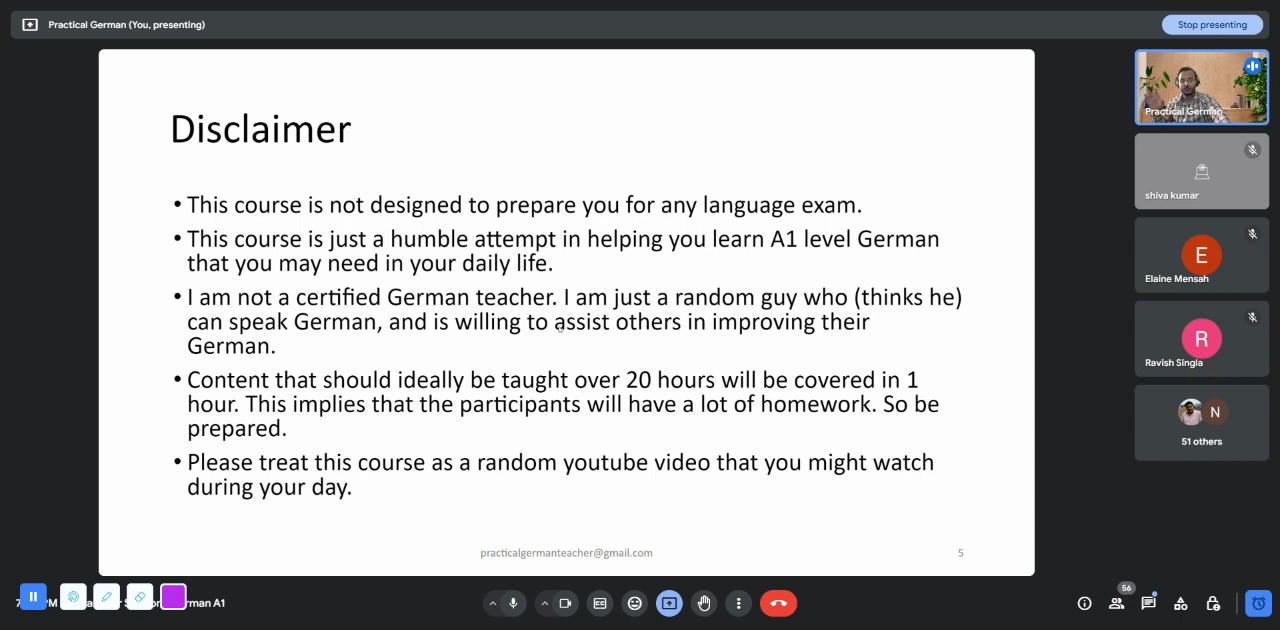 Practical German (You, presenting)
Stop presenting
Disclaimer
• This course is not designed to prepare you for any language exam.
• This course is just a humble attempt in helping you learn A1 level German
that you may need in your daily life.
• I am not a certified German teacher. I am just a random guy who (thinks he)
can speak German, and is willing to assist others in improving their
German.
• Content that should ideally be taught over 20 hours will be covered in 1
hour. This implies that the participants will have a lot of homework. So be
prepared.
• Please treat this course as a random youtube video that you might watch
during your day.
practicalgermanteacher@gmail.com
5
Practical German
shiva kumar
E
Elaine Mensah
R
Ravish Singla
N
51 others
A1
56